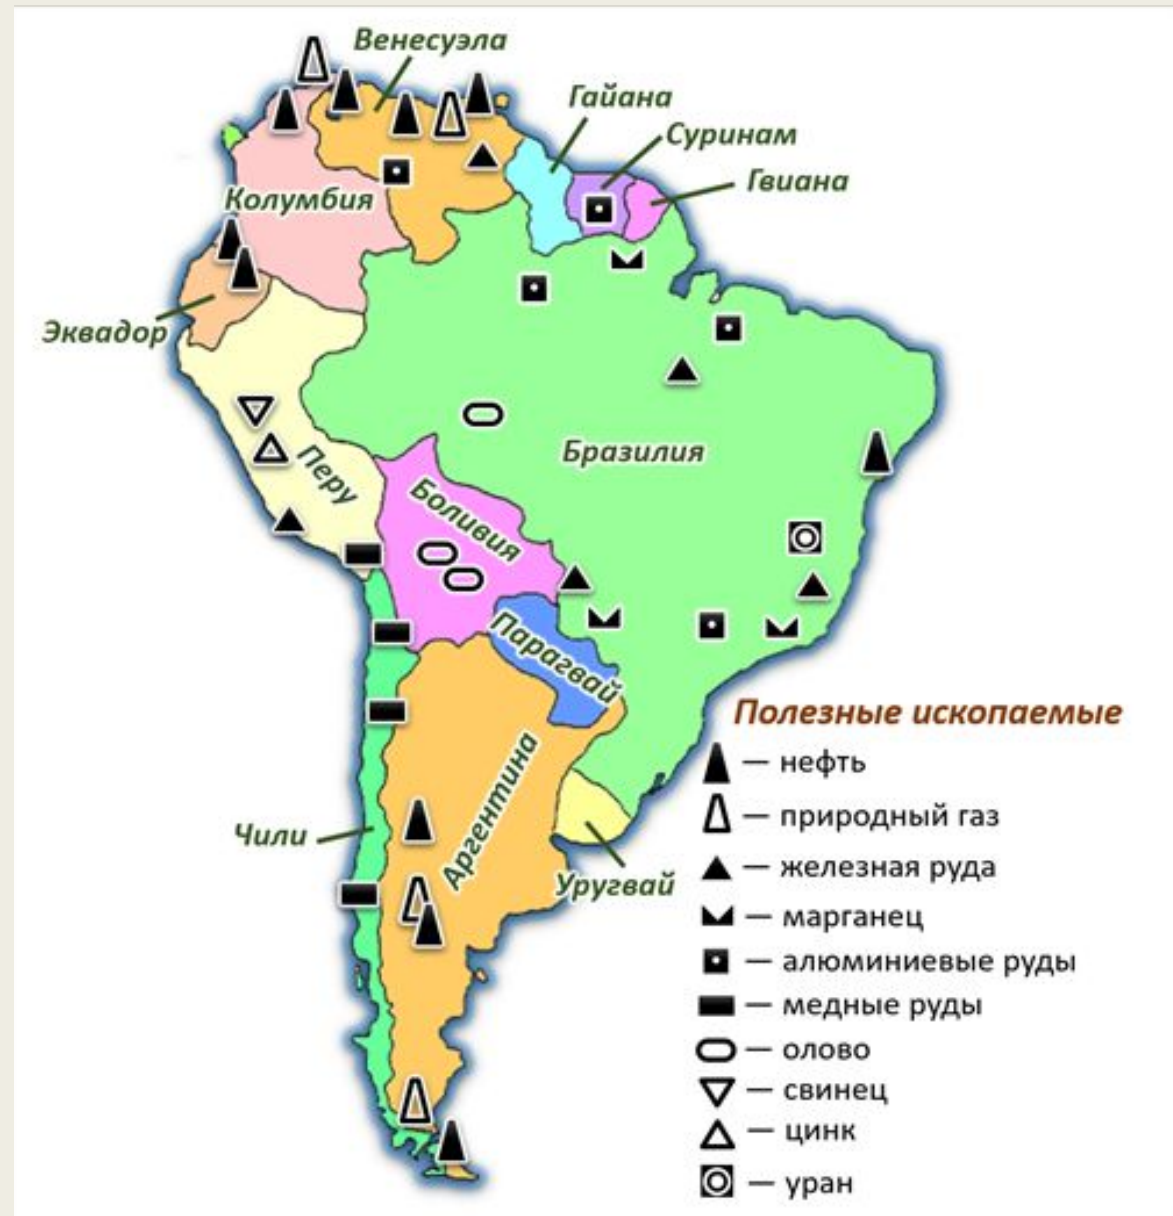 Венесуэла
Гайана
Суринам
Гвиана
Колумбия
Эквадор
Перу
Бразилия
Боливия
Парагвай
Аргентина
Чили
Уругвай
Полезные ископаемые
— нефть
— природный газ
— железная руда
— марганец
— алюминиевые руды
— медные руды
— олово
— свинец
— цинк
— уран